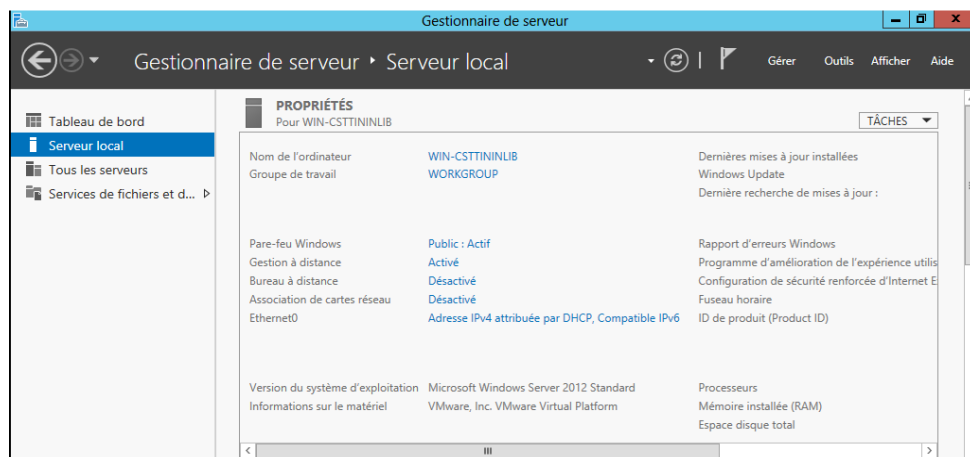 Gestionnaire de serveur
Gestionnaire de serveur ‣ Serveur local
Gérer Outils Afficher Aide
Tableau de bord
Serveur local
Tous les serveurs
Services de fichiers et d...
PROPRIÉTÉS
Pour WIN-CSTTININLIB
TÂCHES
Nom de l'ordinateur WIN-CSTTININLIB Dernières mises à jour installées
Groupe de travail WORKGROUP Windows Update
Dernière recherche de mises à jour :
Pare-feu Windows Public : Actif Rapport d'erreurs Windows
Gestion à distance Activé Programme d'amélioration de l'expérience utilis
Bureau à distance Désactivé Configuration de sécurité renforcée d'Internet E
Association de cartes réseau Désactivé Fuseau horaire
Ethernet0 Adresse IPv4 attribuée par DHCP, Compatible IPv6 ID de produit (Product ID)
Version du système d'exploitation Microsoft Windows Server 2012 Standard Processeurs
Informations sur le matériel VMware, Inc. VMware Virtual Platform Mémoire installée (RAM)
Espace disque total